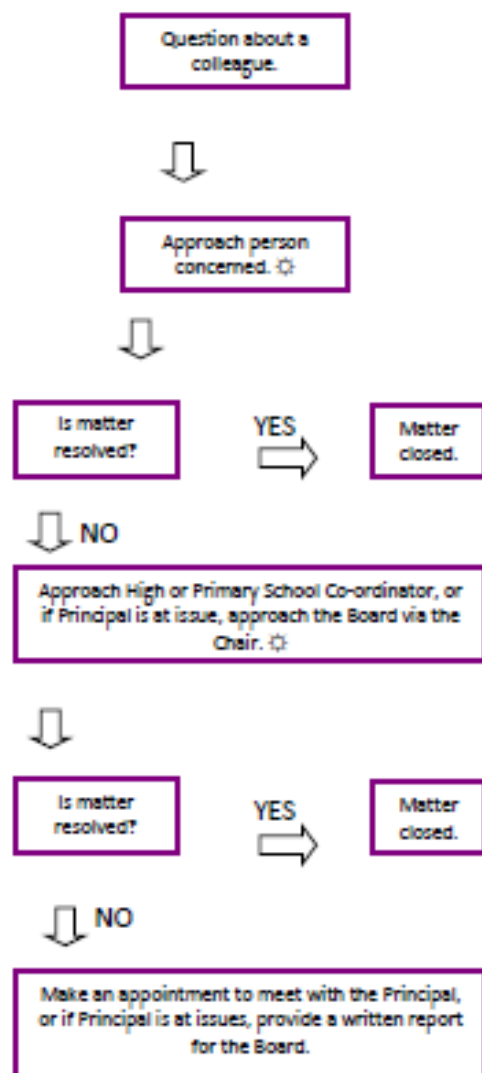 Question about a
colleague.
Approach person
concerned. ☼
Is matter
resolved?
YES
Matter
closed.
NO
Approach High or Primary School Co-ordinator, or
if Principal is at issue, approach the Board via the
Chair. ☼
Is matter
resolved?
YES
Matter
closed.
NO
Make an appointment to meet with the Principal,
or if Principal is at issues, provide a written report
for the Board.